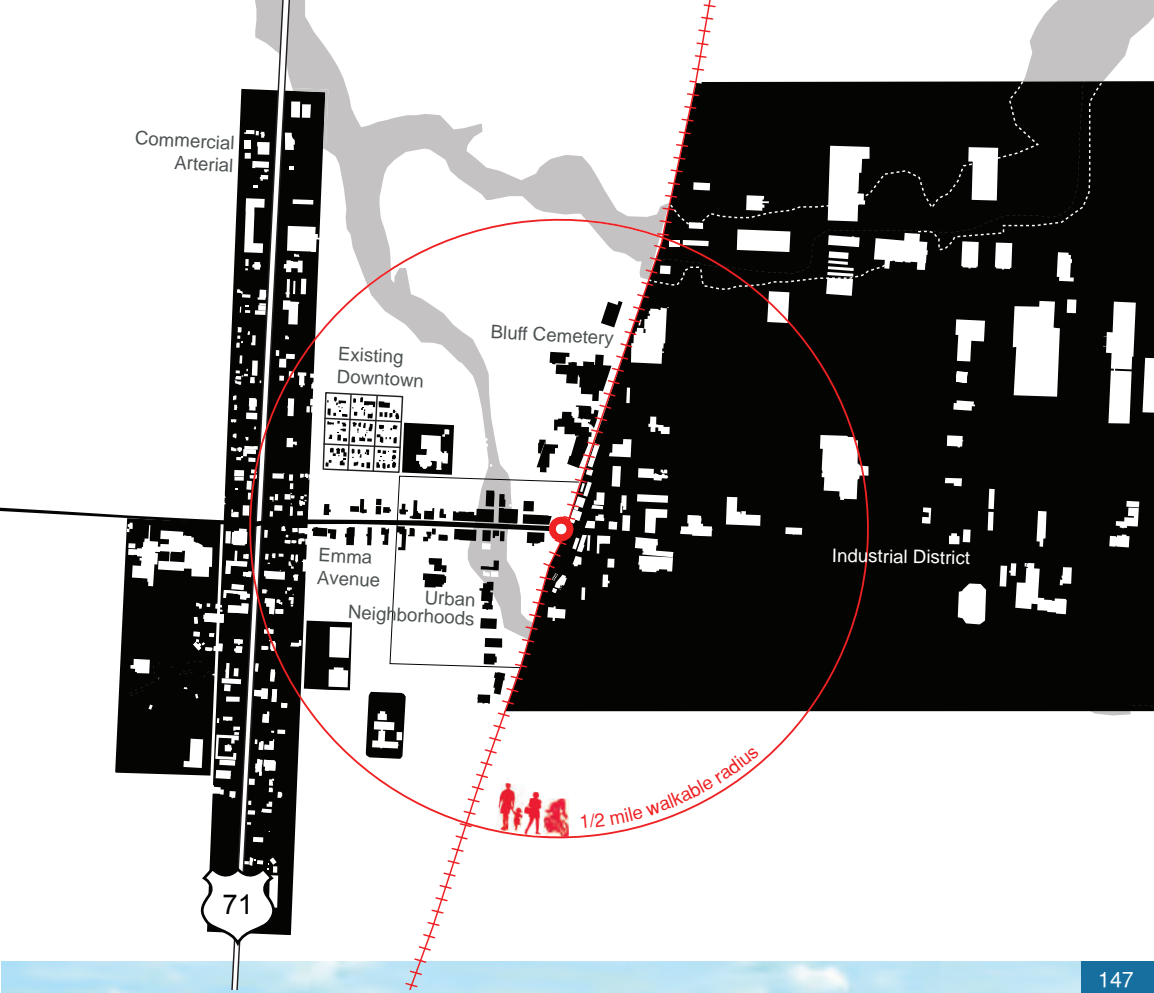 Commercial
Arterial
Bluff Cemetery
Existing
Downtown
Emma
Avenue
Urban
Neighborhoods
Industrial District
1/2 mile walkable radius
71
147